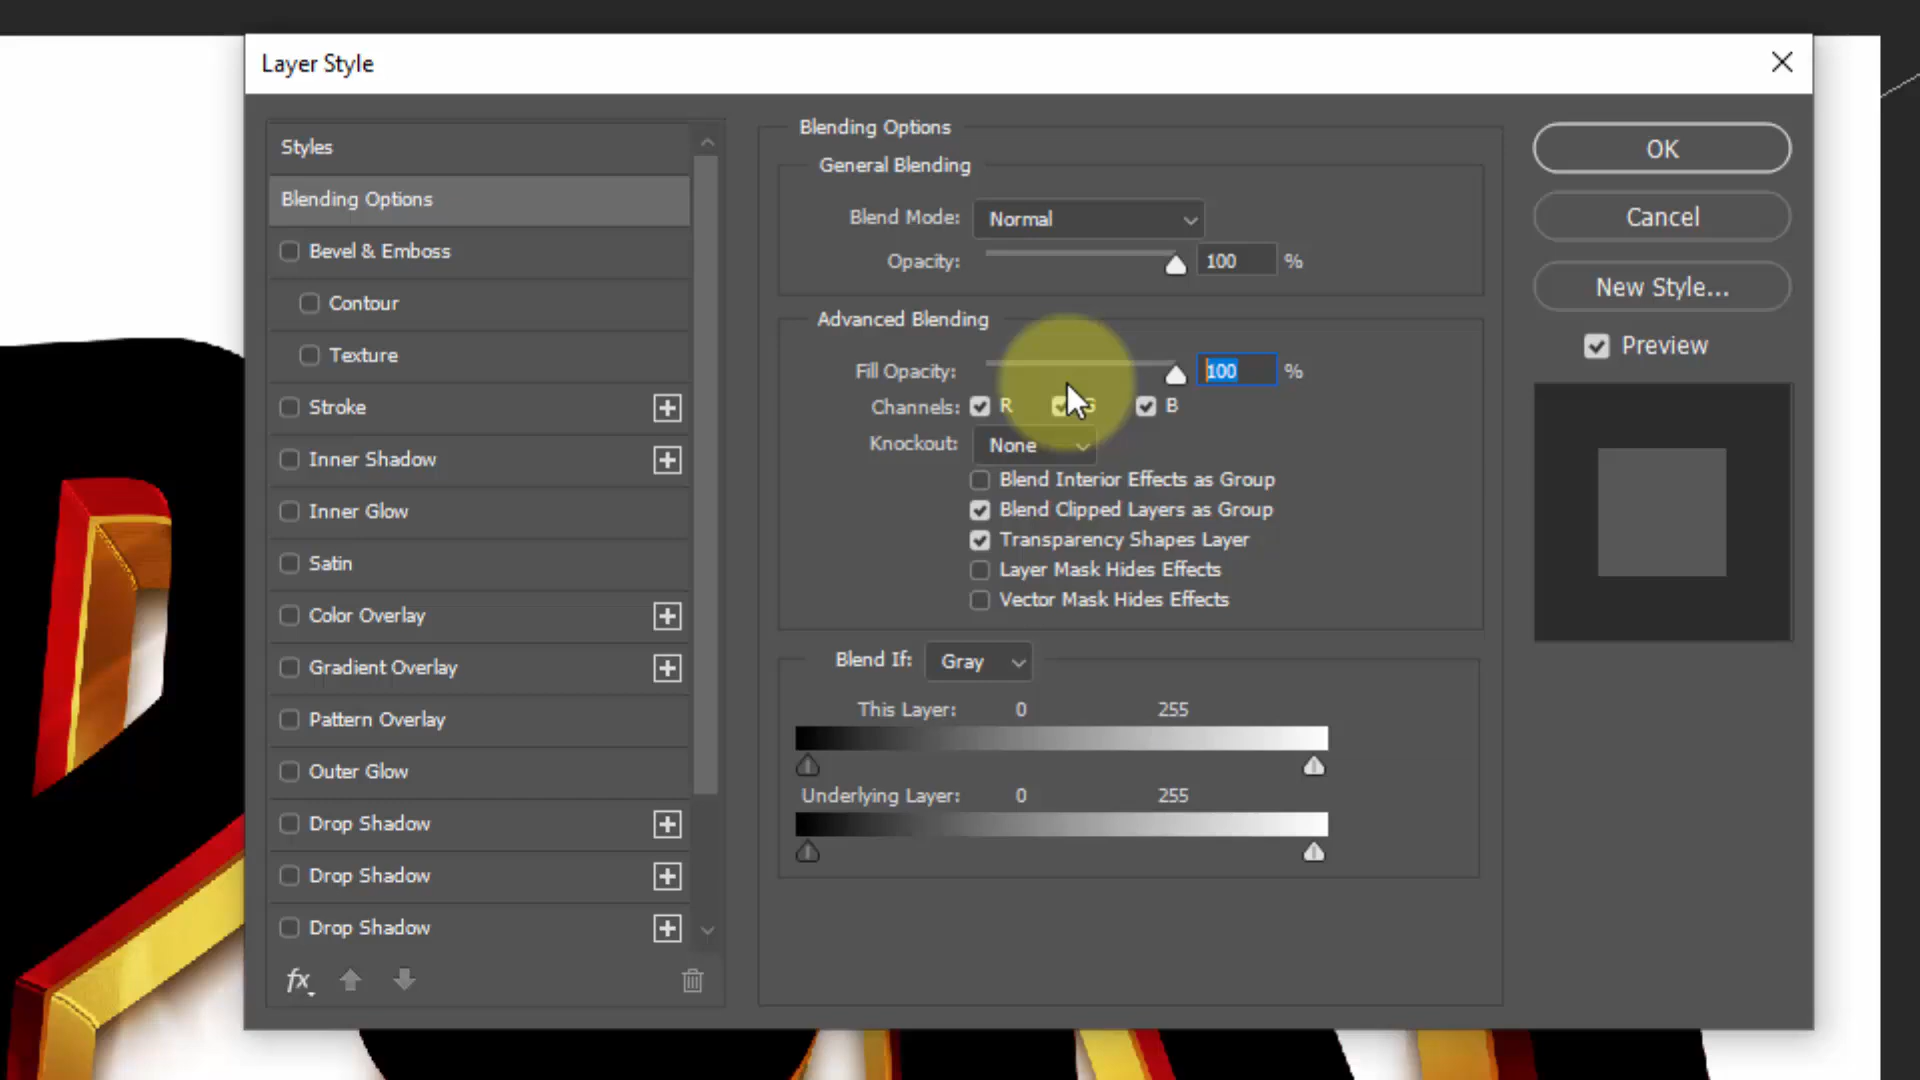 Layer Style
Styles
Blending Options
Bevel & Emboss
Contour
Texture
Stroke
Inner Shadow
Inner Glow
Satin
Color Overlay
Gradient Overlay
Pattern Overlay
Outer Glow
Drop Shadow
Drop Shadow
Drop Shadow
fx
Blending Options
General Blending
Blend Mode: Normal
Opacity: 100 %
Advanced Blending
Fill Opacity: 100 %
Channels: R G B
Knockout: None
Blend Interior Effects as Group
Blend Clipped Layers as Group
Transparency Shapes Layer
Layer Mask Hides Effects
Vector Mask Hides Effects
Blend If: Gray
This Layer: 0 255
Underlying Layer: 0 255
OK
Cancel
New Style...
Preview